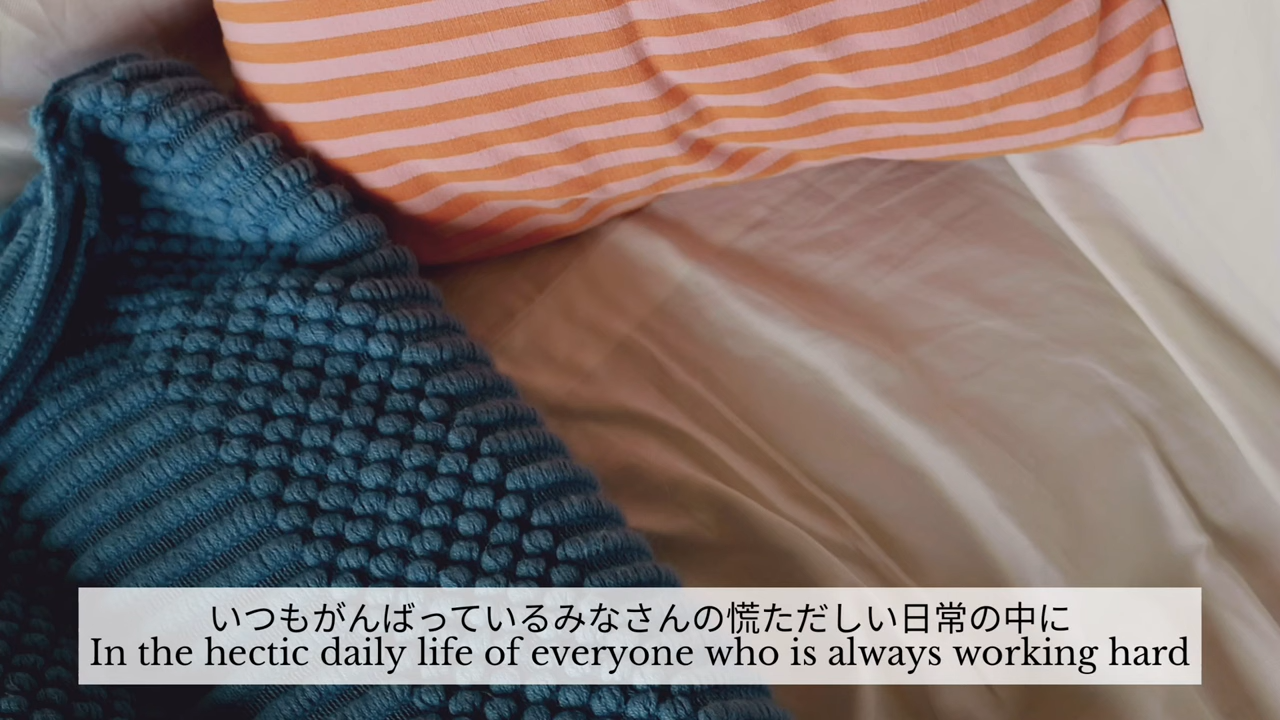 いつもがんばっているみなさんの慌ただしい日常の中に
In the hectic daily life of everyone who is always working hard